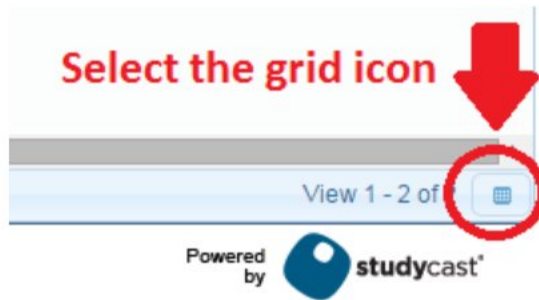 Select the grid icon
View 1 - 2 of
Powered
by
studycast